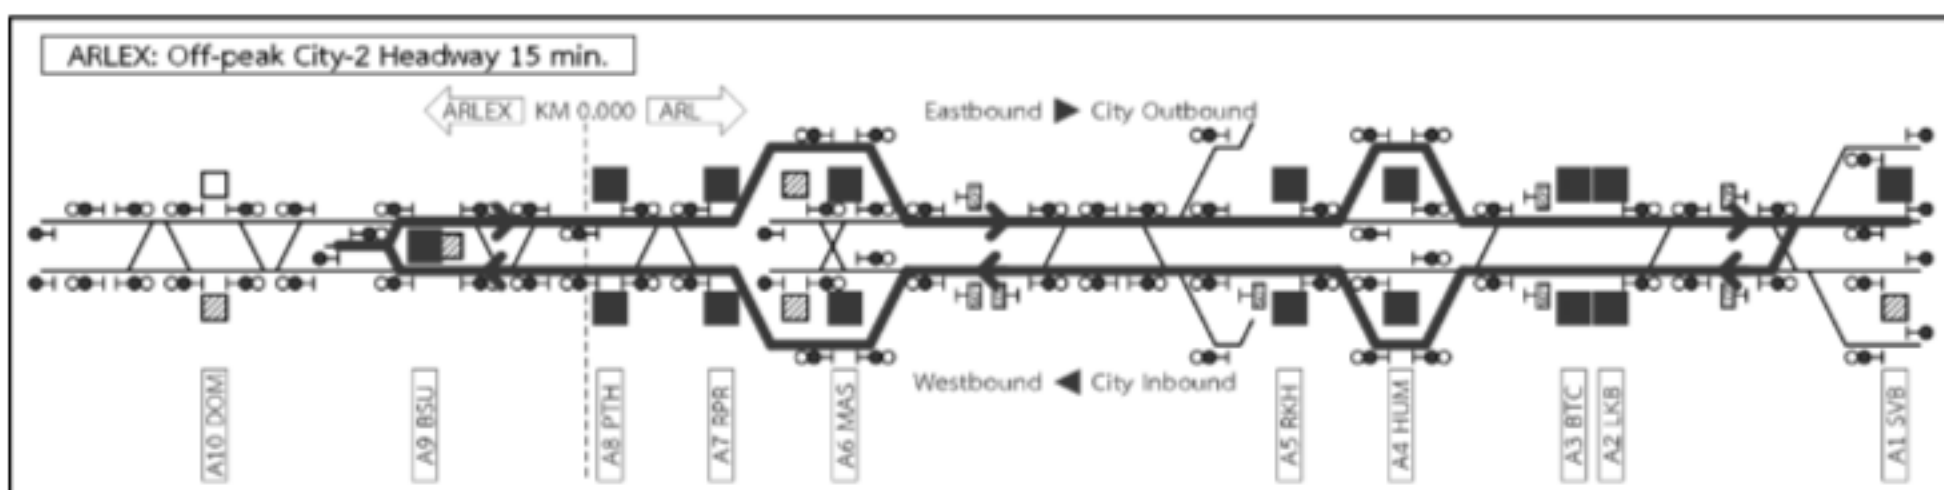 ARLEX: Off-peak City-2 Headway 15 min.
ARLEX KM 0.000 ARL
Eastbound ▶ City Outbound
Westbound ◀ City Inbound
A10 DOM
A9 BSU
A8 PTH
A7 RPR
A6 MAS
A5 RKH
A4 HUM
A3 BTC
A2 LKB
A1 SVB